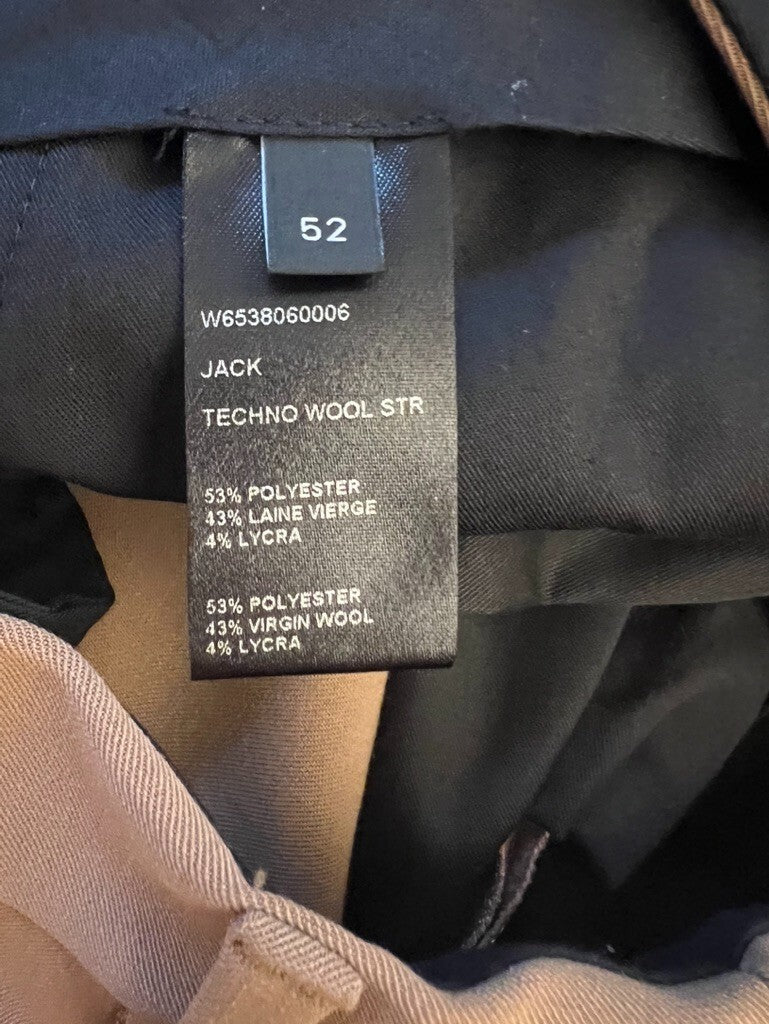 52
W6538060006
JACK
TECHNO WOOL STR
53% POLYESTER
43% LAINE VIERGE
4% LYCRA
53% POLYESTER
43% VIRGIN WOOL
4% LYCRA